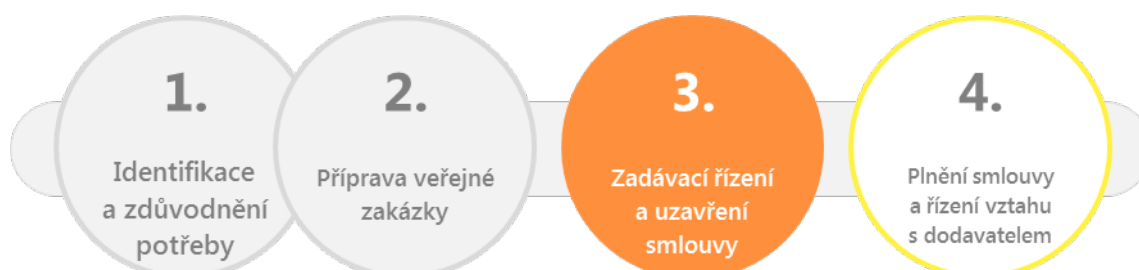 1.
Identifikace
a zdůvodnění
potřeby
2.
Příprava veřejné
zakázky
3.
Zadávací řízení
a uzavření
smlouvy
4.
Plnění smlouvy
a řízení vztahu
s dodavatelem